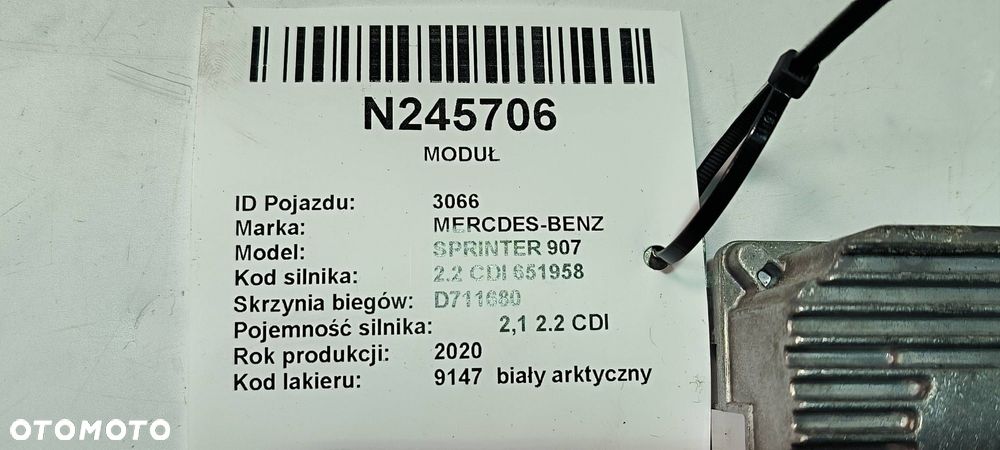 N245706
MODUŁ
ID Pojazdu: 3066
Marka: MERCDES-BENZ
Model: SPRINTER 907
Kod silnika: 2.2 CDI 651958
Skrzynia biegów: D711680
Pojemność silnika: 2,1 2.2 CDI
Rok produkcji: 2020
Kod lakieru: 9147 biały arktyczny
OTOMOTO